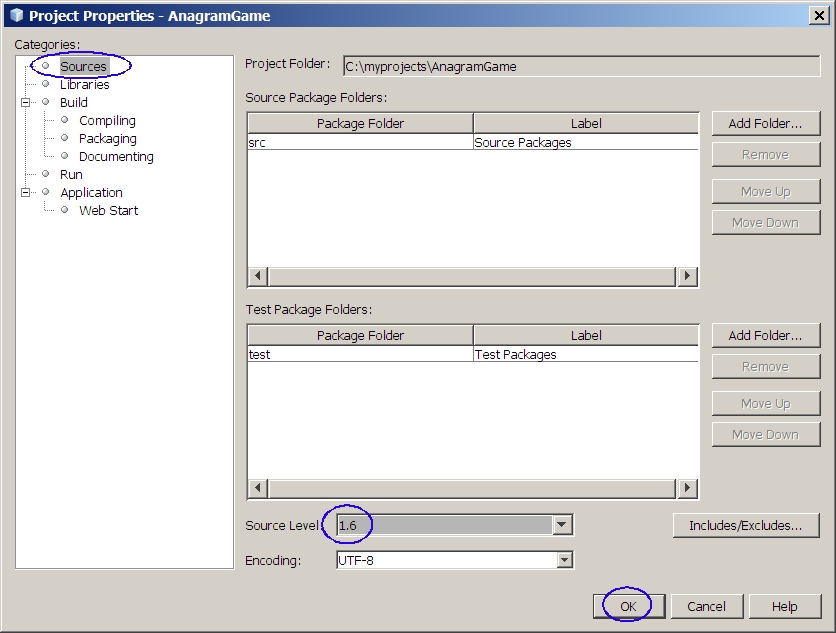 Project Properties - AnagramGame
Categories:
Sources
Libraries
Build
Compiling
Packaging
Documenting
Run
Application
Web Start
Project Folder: C:\myprojects\AnagramGame
Source Package Folders:
Package Folder Label
src Source Packages
Add Folder...
Remove
Move Up
Move Down
Test Package Folders:
Package Folder Label
test Test Packages
Add Folder...
Remove
Move Up
Move Down
Source Level: 1.6 Includes/Excludes...
Encoding: UTF-8
OK Cancel Help